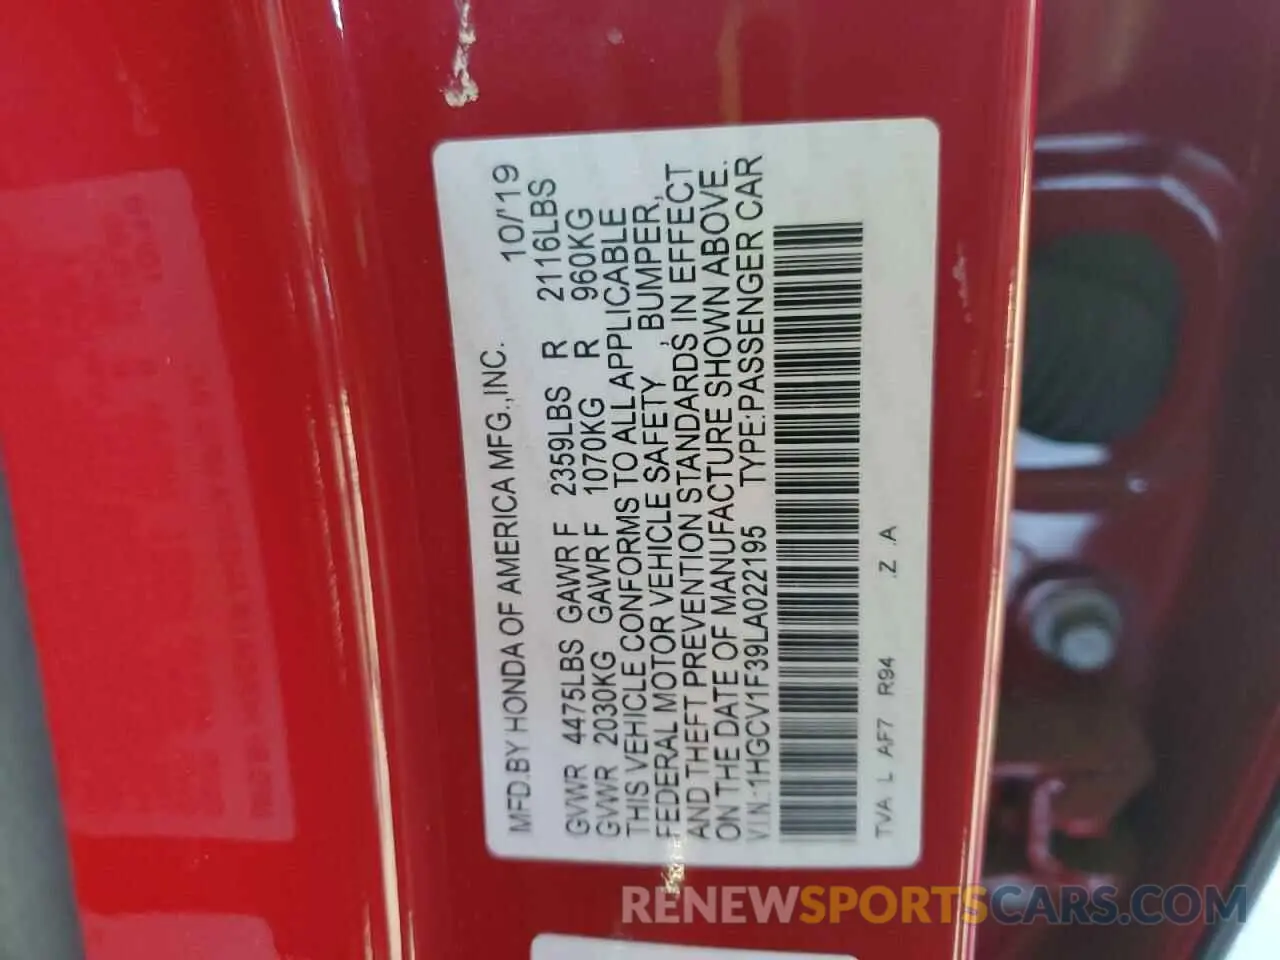 MFD.BY HONDA OF AMERICA MFG.,INC. 10/'19
GVWR 4475LBS GAWR F 2359LBS R 2116LBS
GVWR 2030KG GAWR F 1070KG R 960KG
THIS VEHICLE CONFORMS TO ALL APPLICABLE
FEDERAL MOTOR VEHICLE SAFETY , BUMPER,
AND THEFT PREVENTION STANDARDS IN EFFECT
ON THE DATE OF MANUFACTURE SHOWN ABOVE.
V.I.N.:1HGCV1F39LA022195 TYPE:PASSENGER CAR
TVA L AF7 R94 .Z .A
RENEWSPORTSCARS.COM